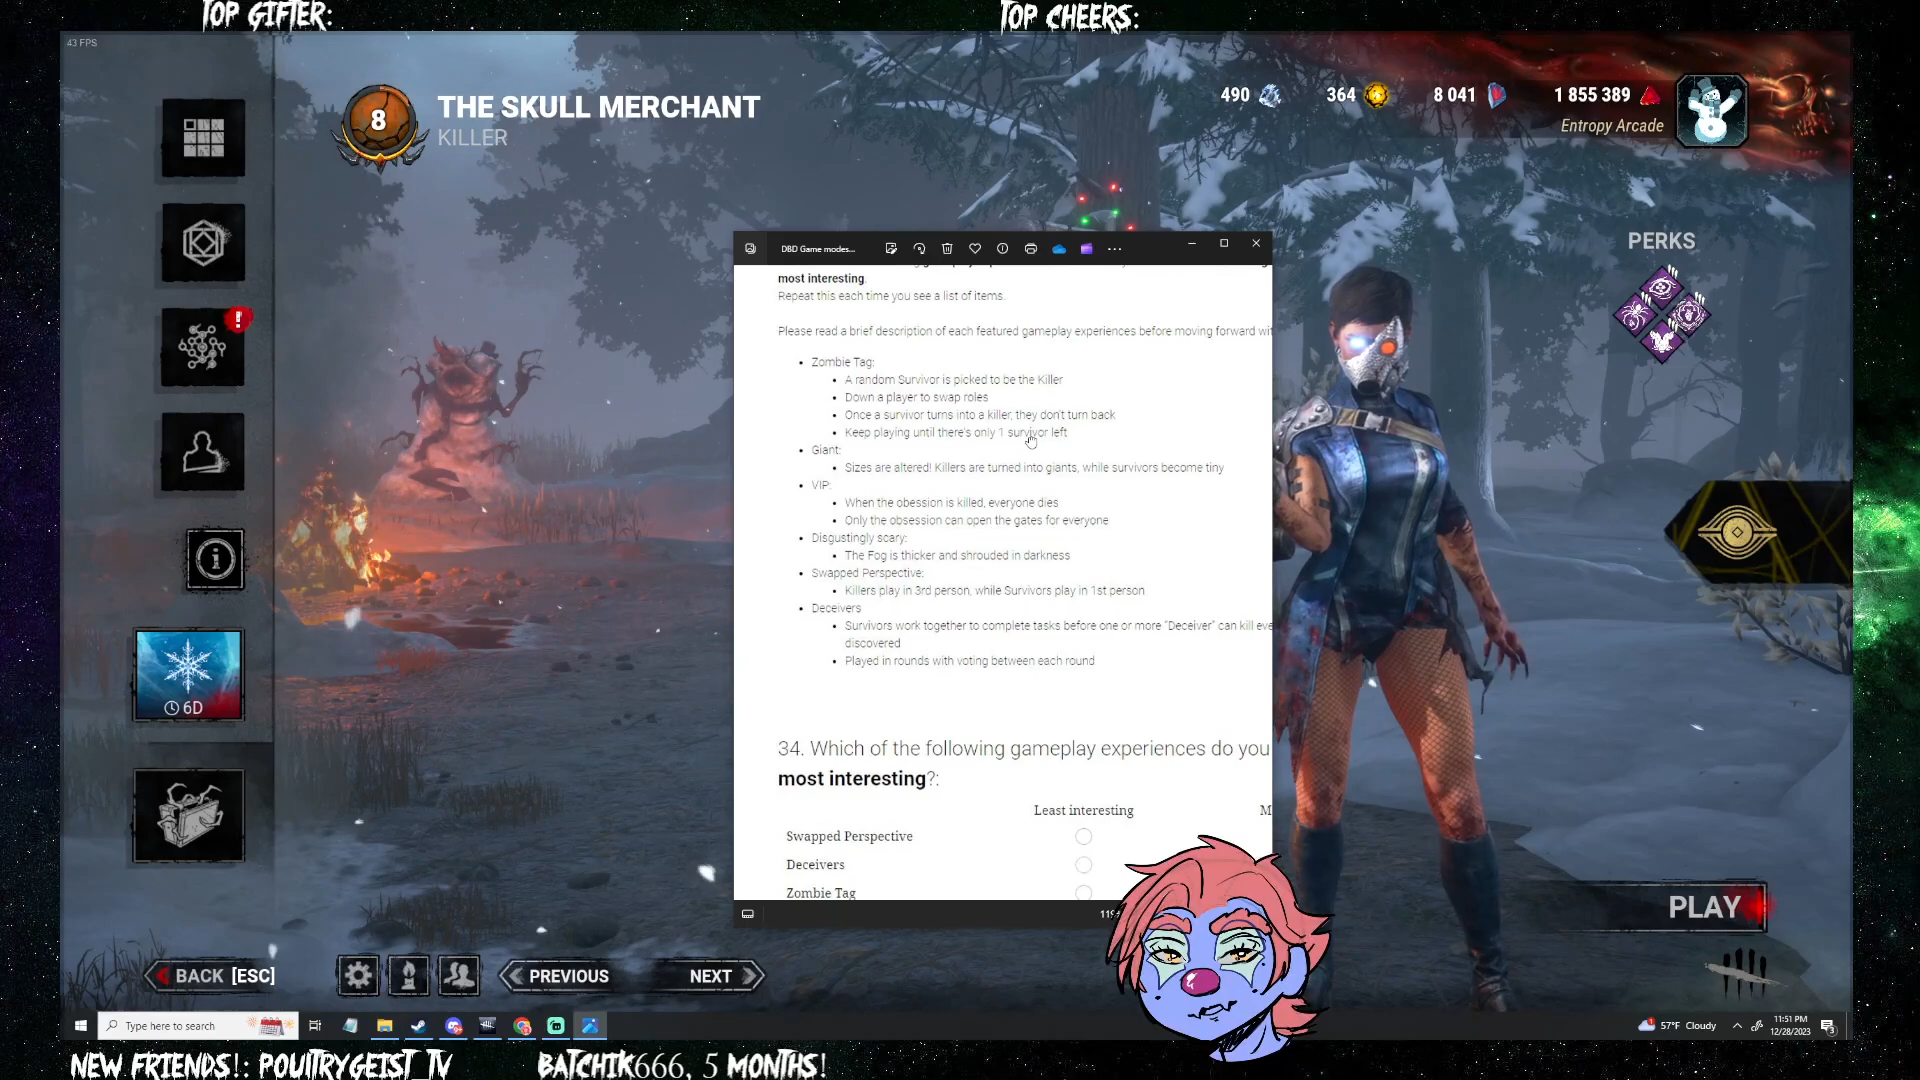 TOP GIFTER:
TOP CHEERS:
43 FPS
8
THE SKULL MERCHANT
KILLER
490
364
8 041
1 855 389
Entropy Arcade
PERKS
DBD Game modes...
most interesting.
Repeat this each time you see a list of items.
Please read a brief description of each featured gameplay experiences before moving forward wit
• Zombie Tag:
• A random Survivor is picked to be the Killer
• Down a player to swap roles
• Once a survivor turns into a killer, they don't turn back
• Keep playing until there's only 1 survivor left
• Giant:
• Sizes are altered! Killers are turned into giants, while survivors become tiny
• VIP:
• When the obession is killed, everyone dies
• Only the obsession can open the gates for everyone
• Disgustingly scary:
• The Fog is thicker and shrouded in darkness
• Swapped Perspective:
• Killers play in 3rd person, while Survivors play in 1st person
• Deceivers
• Survivors work together to complete tasks before one or more "Deceiver" can kill eve
discovered
• Played in rounds with voting between each round
34. Which of the following gameplay experiences do you
most interesting?:
Least interesting
M
Swapped Perspective
Deceivers
Zombie Tag
6D
PLAY
BACK [ESC]
PREVIOUS
NEXT
Type here to search
57°F Cloudy
11:51 PM
12/28/2023
NEW FRIENDS!: POULTRYGEIST_TV
BATCHIK666, 5 MONTHS!